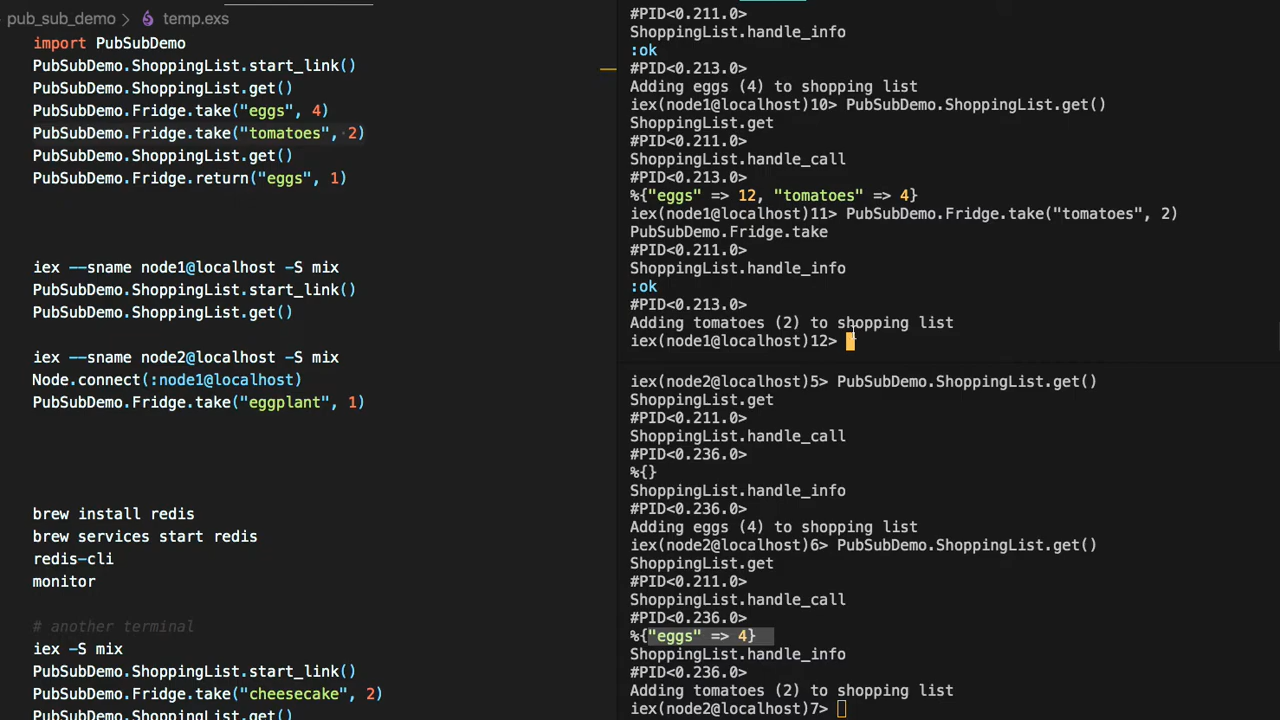 pub_sub_demo > temp.exs
import PubSubDemo
PubSubDemo.ShoppingList.start_link()
PubSubDemo.ShoppingList.get()
PubSubDemo.Fridge.take("eggs", 4)
PubSubDemo.Fridge.take("tomatoes", 2)
PubSubDemo.ShoppingList.get()
PubSubDemo.Fridge.return("eggs", 1)
iex --sname node1@localhost -S mix
PubSubDemo.ShoppingList.start_link()
PubSubDemo.ShoppingList.get()
iex --sname node2@localhost -S mix
Node.connect(:node1@localhost)
PubSubDemo.Fridge.take("eggplant", 1)
brew install redis
brew services start redis
redis-cli
monitor
# another terminal
iex -S mix
PubSubDemo.ShoppingList.start_link()
PubSubDemo.Fridge.take("cheesecake", 2)
PubSubDemo.ShoppingList.get()
#PID<0.211.0>
ShoppingList.handle_info
:ok
#PID<0.213.0>
Adding eggs (4) to shopping list
iex(node1@localhost)10> PubSubDemo.ShoppingList.get()
ShoppingList.get
#PID<0.211.0>
ShoppingList.handle_call
#PID<0.213.0>
%{"eggs" => 12, "tomatoes" => 4}
iex(node1@localhost)11> PubSubDemo.Fridge.take("tomatoes", 2)
PubSubDemo.Fridge.take
#PID<0.211.0>
ShoppingList.handle_info
:ok
#PID<0.213.0>
Adding tomatoes (2) to shopping list
iex(node1@localhost)12>
iex(node2@localhost)5> PubSubDemo.ShoppingList.get()
ShoppingList.get
#PID<0.211.0>
ShoppingList.handle_call
#PID<0.236.0>
%{}
ShoppingList.handle_info
#PID<0.236.0>
Adding eggs (4) to shopping list
iex(node2@localhost)6> PubSubDemo.ShoppingList.get()
ShoppingList.get
#PID<0.211.0>
ShoppingList.handle_call
#PID<0.236.0>
%{"eggs" => 4}
ShoppingList.handle_info
#PID<0.236.0>
Adding tomatoes (2) to shopping list
iex(node2@localhost)7>